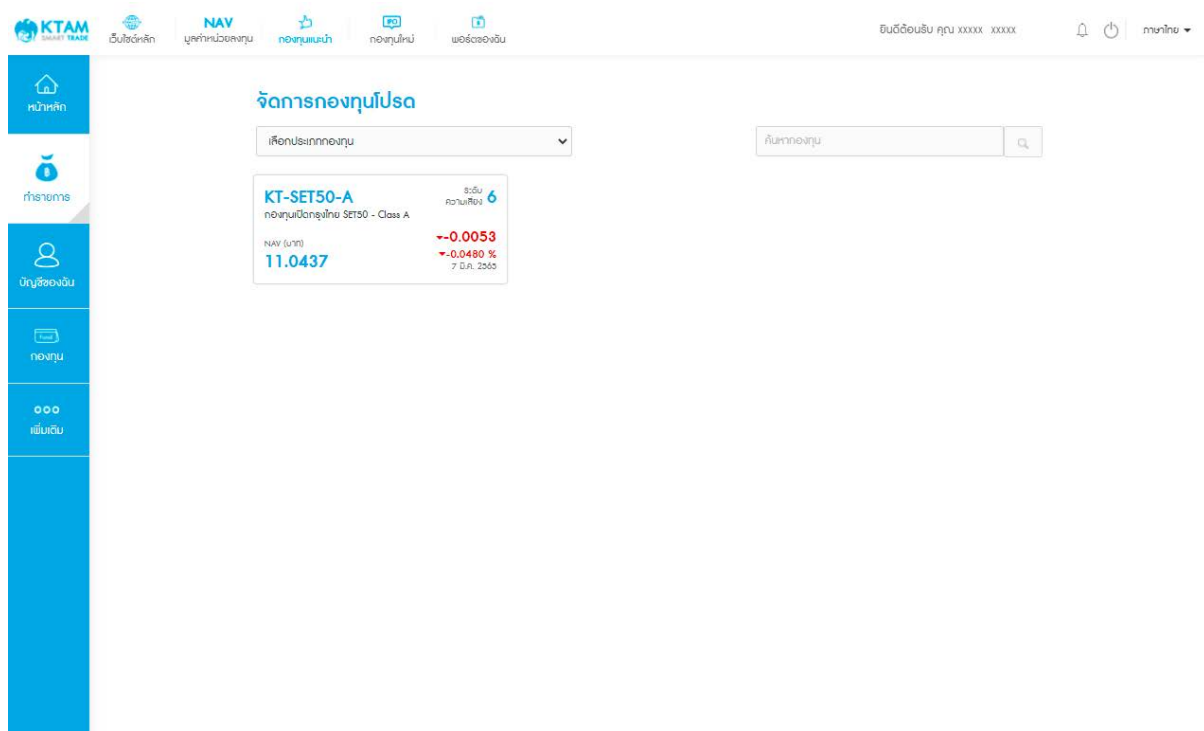 KTAM
SMART TRADE
เว็บไซต์หลัก
NAV
มูลค่าหน่วยลงทุน
กองทุนแนะนำ
IPO
กองทุนใหม่
พอร์ตของฉัน
ยินดีต้อนรับ คุณ xxxxx xxxxx
ภาษาไทย
หน้าหลัก
ทำรายการ
บัญชีของฉัน
Fund
กองทุน
เพิ่มเติม
จัดการกองทุนโปรด
เลือกประเภทกองทุน
ค้นหากองทุน
KT-SET50-A
ระดับ
ความเสี่ยง 6
กองทุนเปิดกรุงไทย SET50 - Class A
NAV (บาท)
11.0437
-0.0053
-0.0480 %
7 มี.ค. 2565